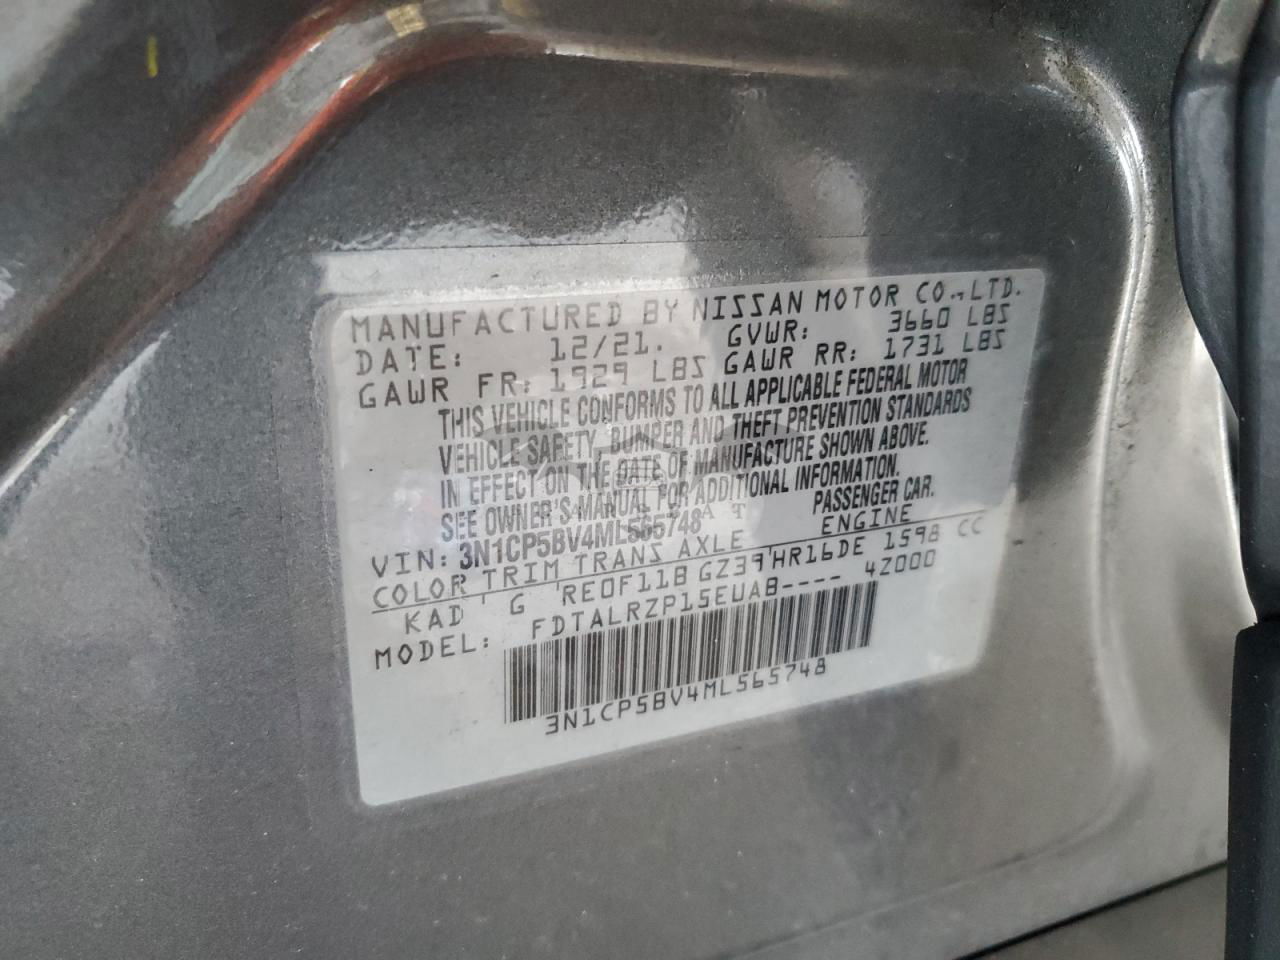 MANUFACTURED BY NISSAN MOTOR CO.,LTD.
DATE: 12/21. GVWR: 3660 LBS
GAWR FR: 1929 LBS GAWR RR: 1731 LBS
THIS VEHICLE CONFORMS TO ALL APPLICABLE FEDERAL MOTOR
VEHICLE SAFETY, BUMPER AND THEFT PREVENTION STANDARDS
IN EFFECT ON THE DATE OF MANUFACTURE SHOWN ABOVE.
SEE OWNER'S MANUAL FOR ADDITIONAL INFORMATION.
VIN: 3N1CP5BV4ML565748 PASSENGER CAR.
COLOR TRIM TRANS AXLE ENGINE
KAD G RE0F11B GZ39 HR16DE 1598 CC
MODEL: FDTALRZP15EUAB---- 4Z000
3N1CP5BV4ML565748